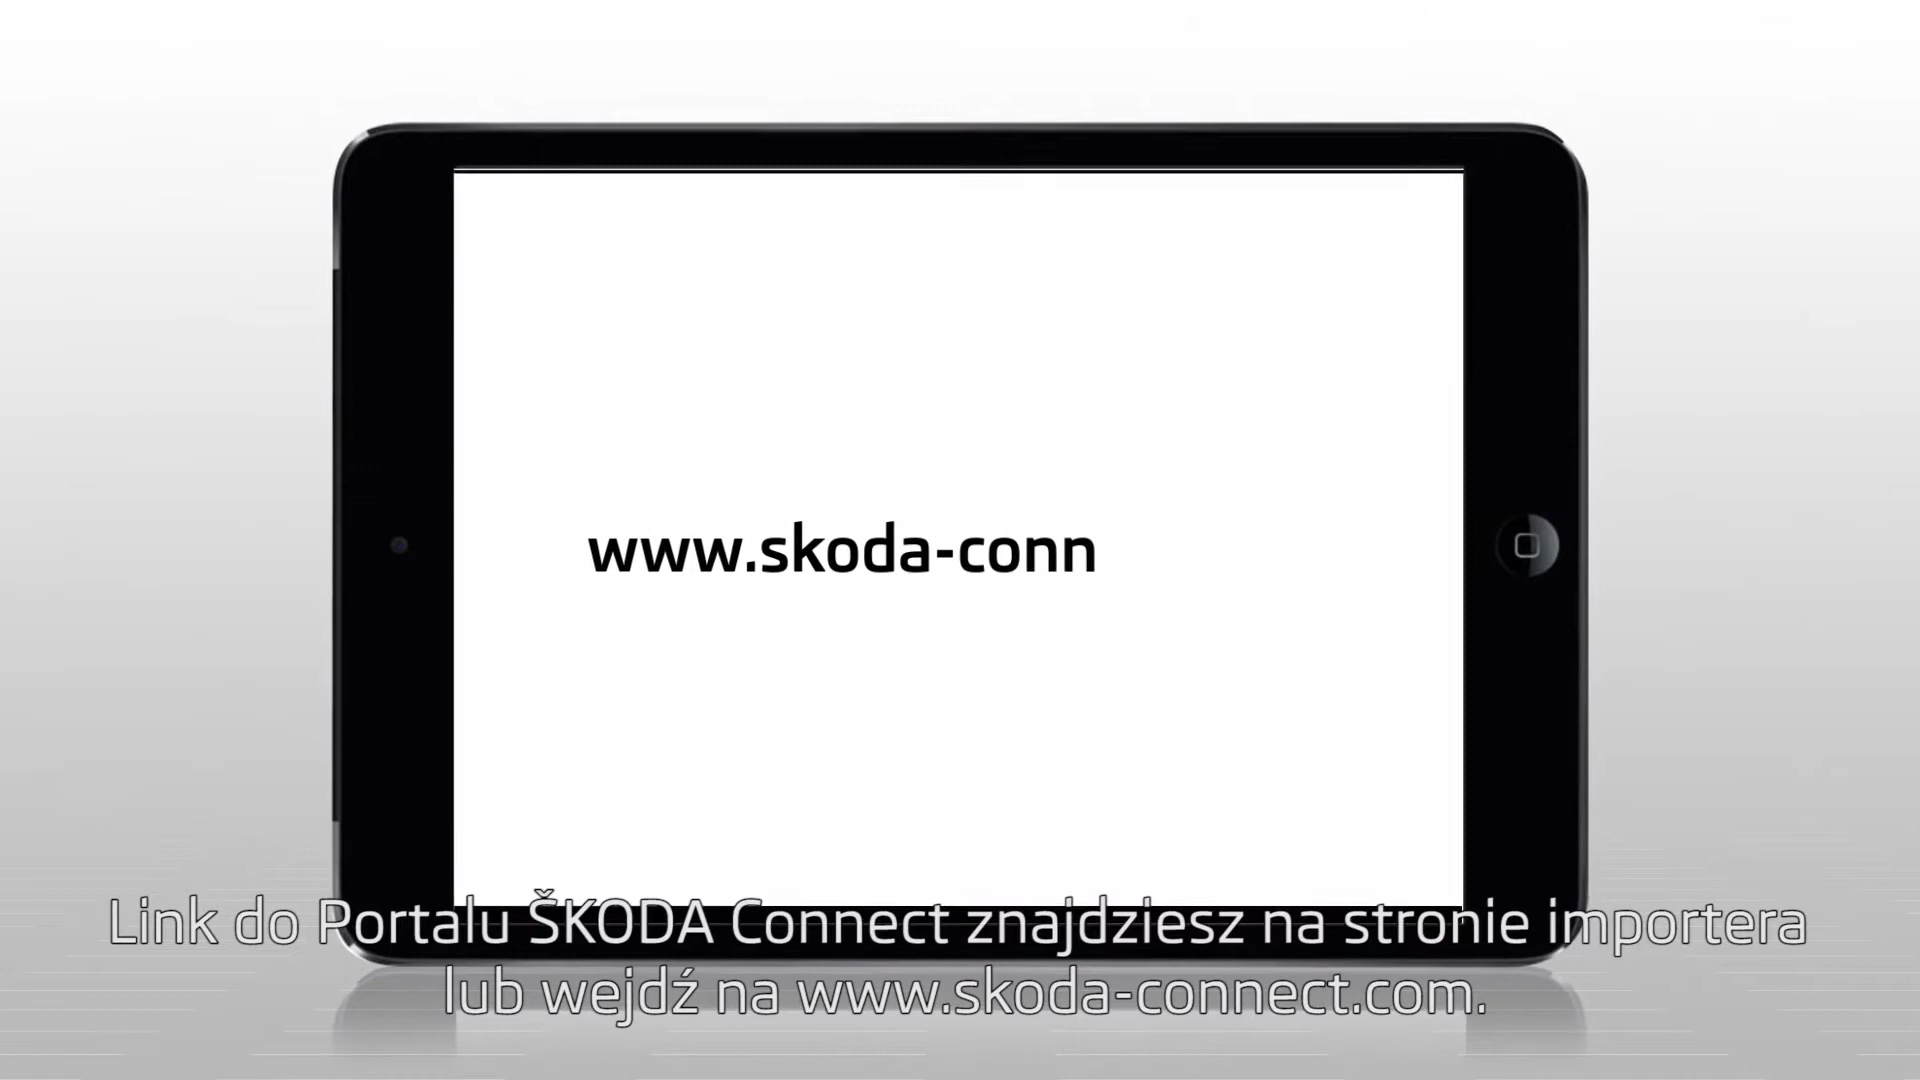 www.skoda-conn
Link do Portalu ŠKODA Connect znajdziesz na stronie importera
lub wejdź na www.skoda-connect.com.